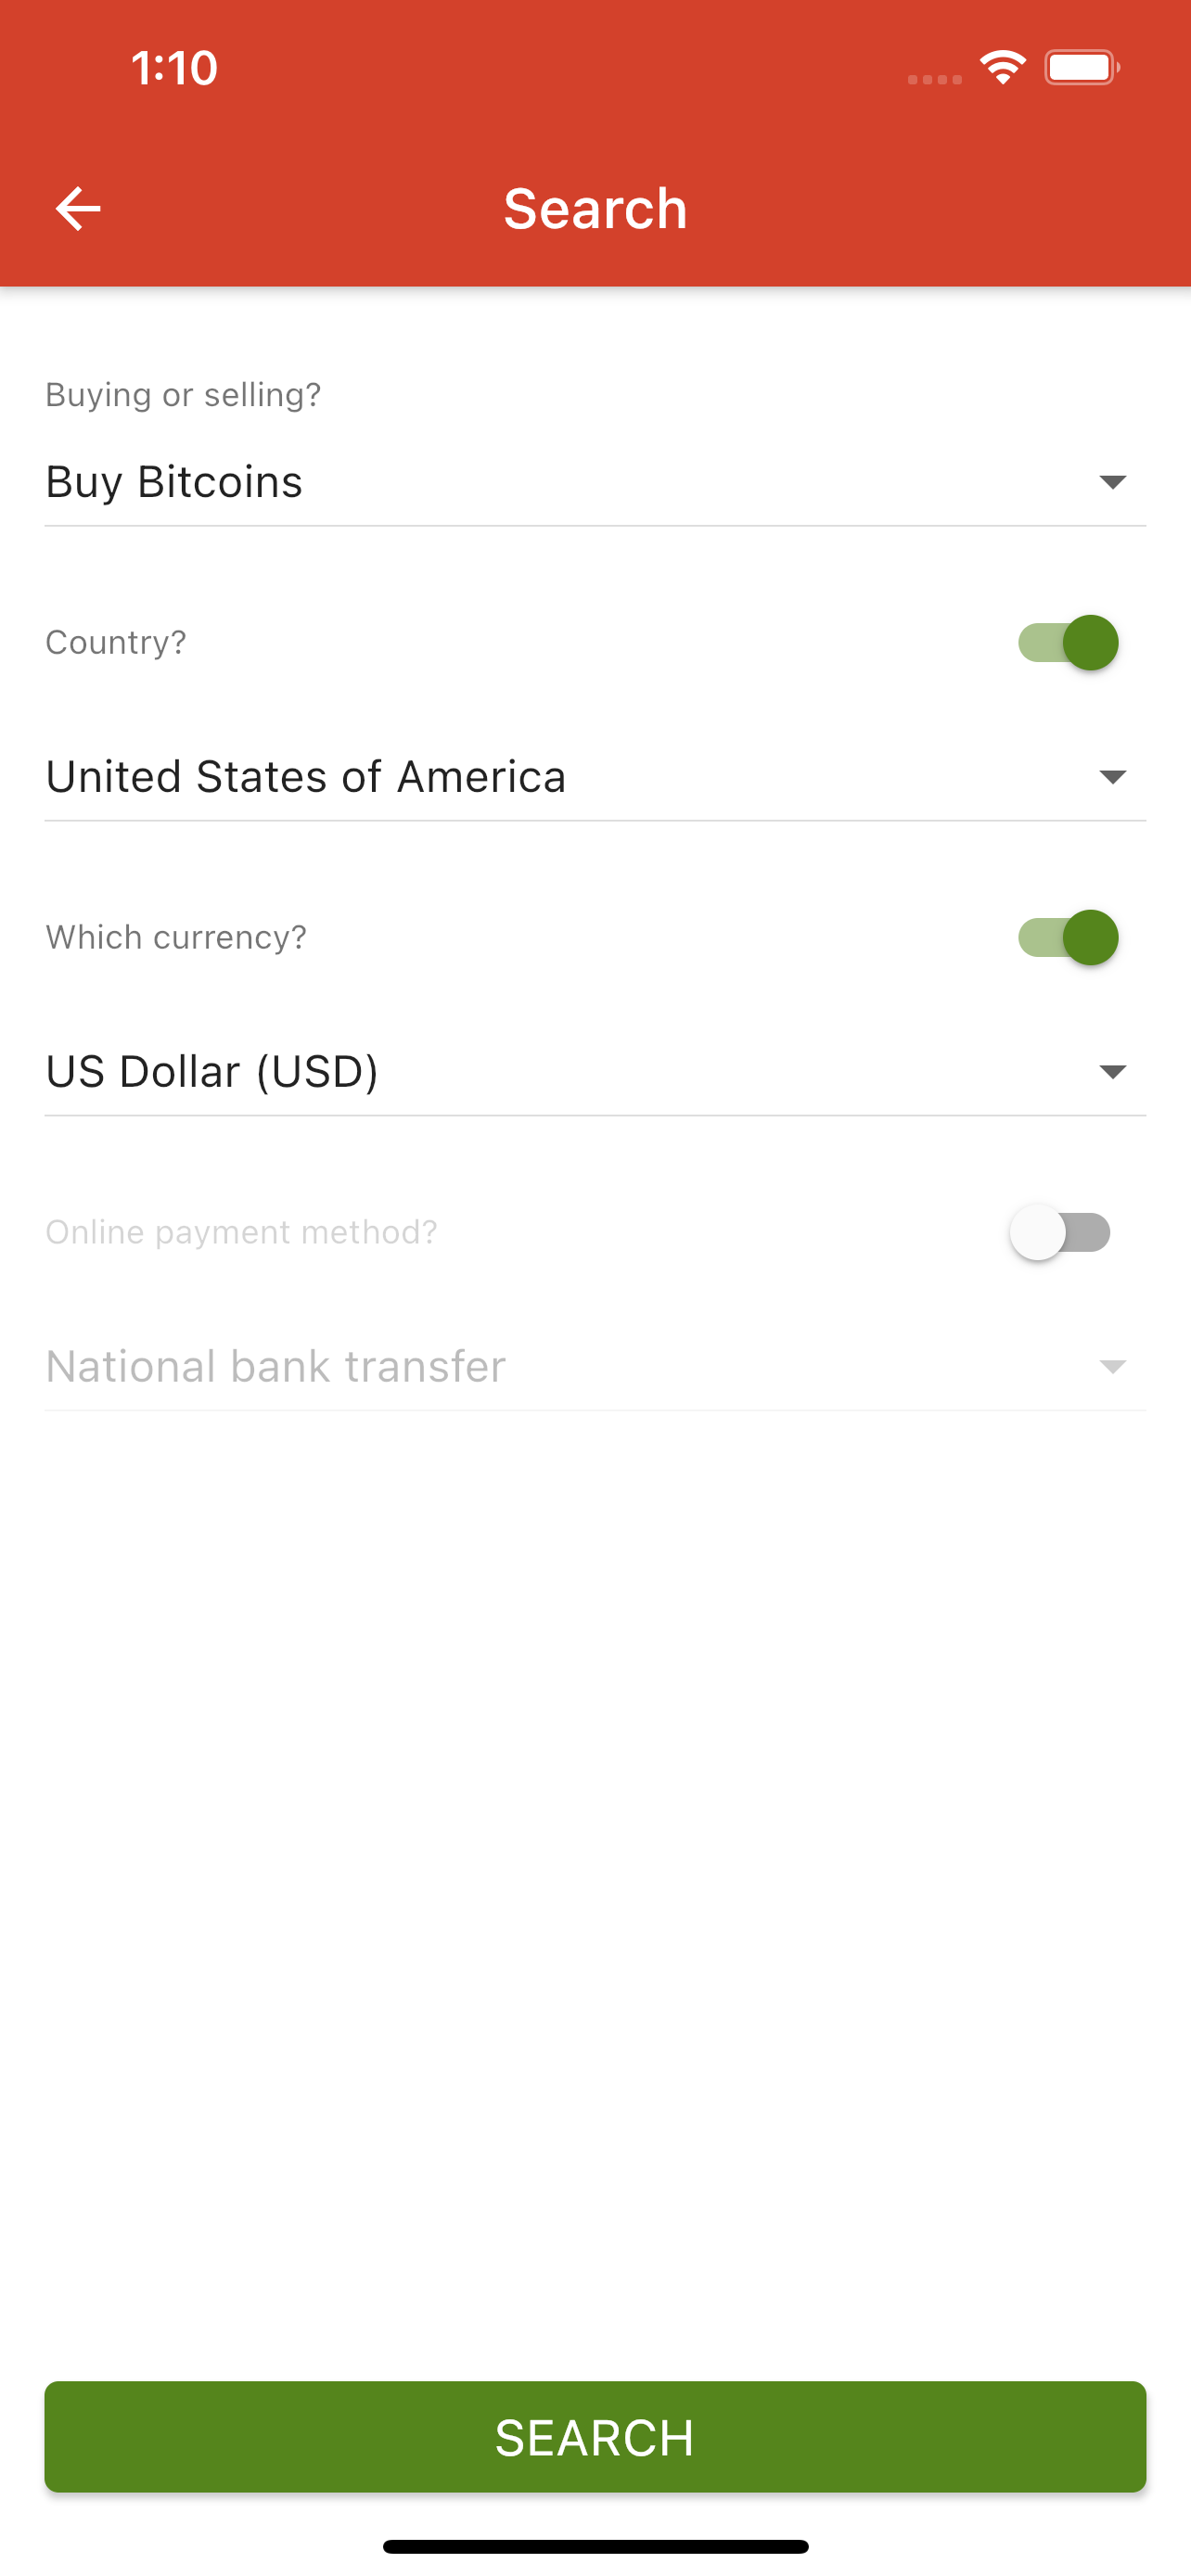 1:10
Search
Buying or selling?
Buy Bitcoins
Country?
United States of America
Which currency?
US Dollar (USD)
Online payment method?
National bank transfer
SEARCH